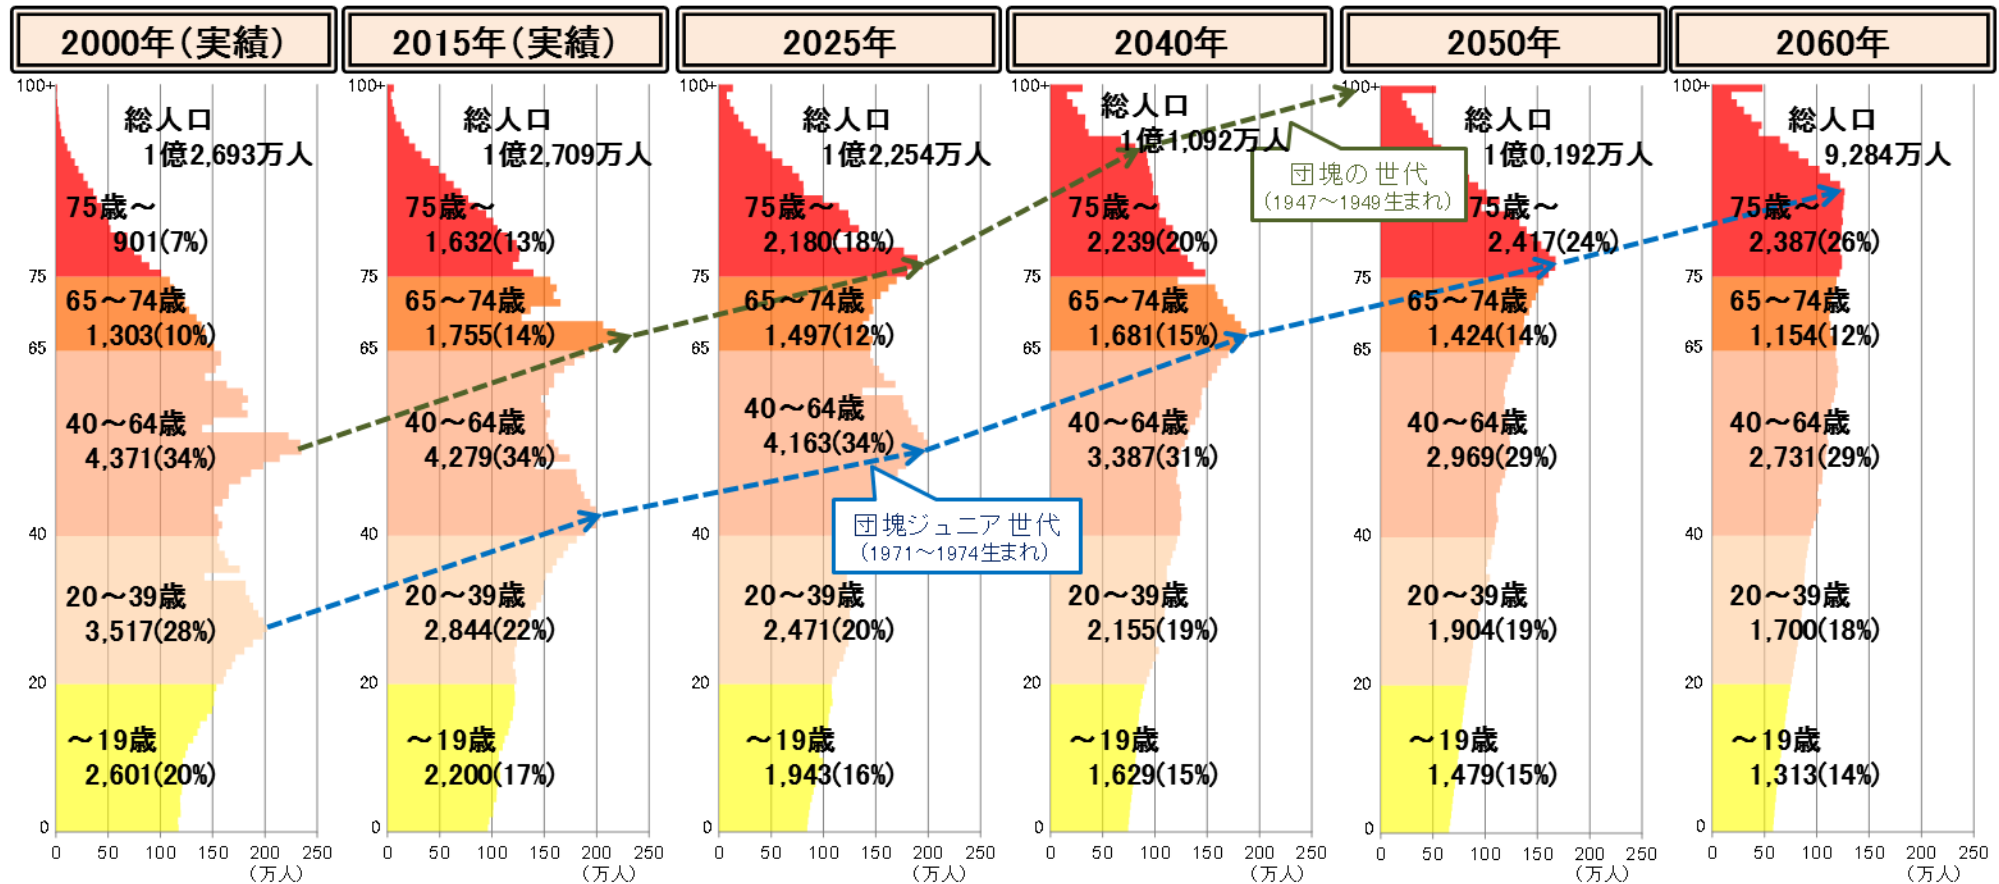 2000年(実績)
100+
総人口
1億2,693万人
75歳～
901(7%)
75
65～74歳
1,303(10%)
65
40～64歳
4,371(34%)
40
20～39歳
3,517(28%)
20
～19歳
2,601(20%)
0
0 50 100 150 200 250
(万人)
2015年(実績)
100+
総人口
1億2,709万人
75歳～
1,632(13%)
75
65～74歳
1,755(14%)
65
40～64歳
4,279(34%)
40
20～39歳
2,844(22%)
20
～19歳
2,200(17%)
0
0 50 100 150 200 250
(万人)
2025年
100+
総人口
1億2,254万人
75歳～
2,180(18%)
75
65～74歳
1,497(12%)
65
40～64歳
4,163(34%)
団塊ジュニア世代
(1971～1974生まれ)
40
20～39歳
2,471(20%)
20
～19歳
1,943(16%)
0
0 50 100 150 200 250
(万人)
2040年
100+
総人口
1億1,092万人
団塊の世代
(1947～1949生まれ)
75歳～
2,239(20%)
75
65～74歳
1,681(15%)
65
40～64歳
3,387(31%)
40
20～39歳
2,155(19%)
20
～19歳
1,629(15%)
0
0 50 100 150 200 250
(万人)
2050年
100+
総人口
1億0,192万人
75歳～
2,417(24%)
75
65～74歳
1,424(14%)
65
40～64歳
2,969(29%)
40
20～39歳
1,904(19%)
20
～19歳
1,479(15%)
0
0 50 100 150 200 250
(万人)
2060年
100+
総人口
9,284万人
75歳～
2,387(26%)
75
65～74歳
1,154(12%)
65
40～64歳
2,731(29%)
40
20～39歳
1,700(18%)
20
～19歳
1,313(14%)
0
0 50 100 150 200 250
(万人)